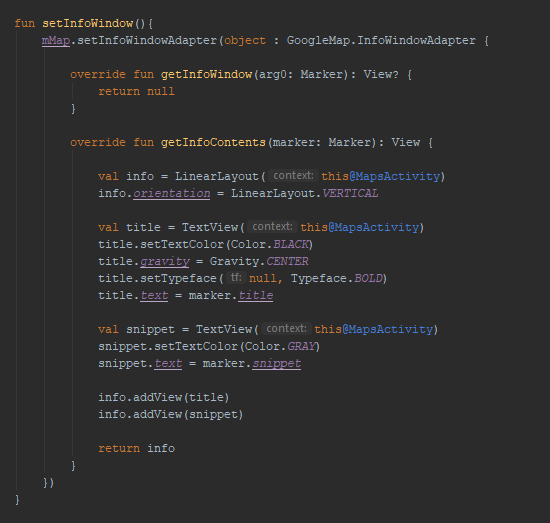 fun setInfoWindow(){
mMap.setInfoWindowAdapter(object : GoogleMap.InfoWindowAdapter {
override fun getInfoWindow(arg0: Marker): View? {
return null
}
override fun getInfoContents(marker: Marker): View {
val info = LinearLayout( context: this@MapsActivity)
info.orientation = LinearLayout.VERTICAL
val title = TextView( context: this@MapsActivity)
title.setTextColor(Color.BLACK)
title.gravity = Gravity.CENTER
title.setTypeface( tf: null, Typeface.BOLD)
title.text = marker.title
val snippet = TextView( context: this@MapsActivity)
snippet.setTextColor(Color.GRAY)
snippet.text = marker.snippet
info.addView(title)
info.addView(snippet)
return info
}
})
}